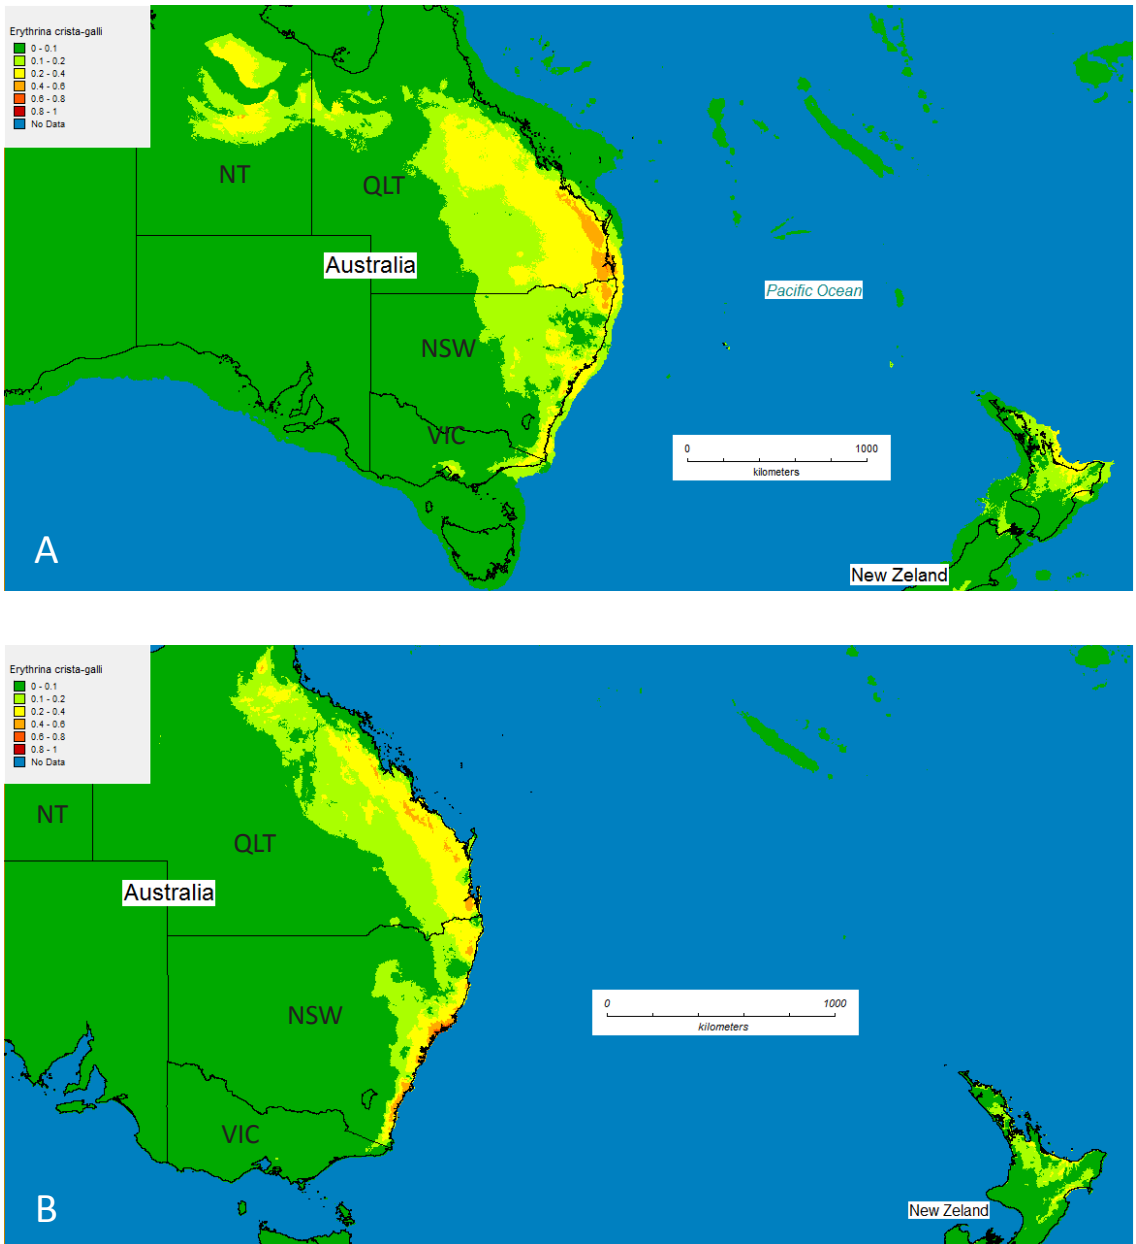 Erythrina crista-galli
0 - 0.1
0.1 - 0.2
0.2 - 0.4
0.4 - 0.6
0.6 - 0.8
0.8 - 1
No Data
NT
QLT
Australia
Pacific Ocean
NSW
VIC
0 1000
kilometers
A
New Zeland
Erythrina crista-galli
0 - 0.1
0.1 - 0.2
0.2 - 0.4
0.4 - 0.6
0.6 - 0.8
0.8 - 1
No Data
NT
QLT
Australia
0 1000
kilometers
NSW
VIC
B
New Zeland